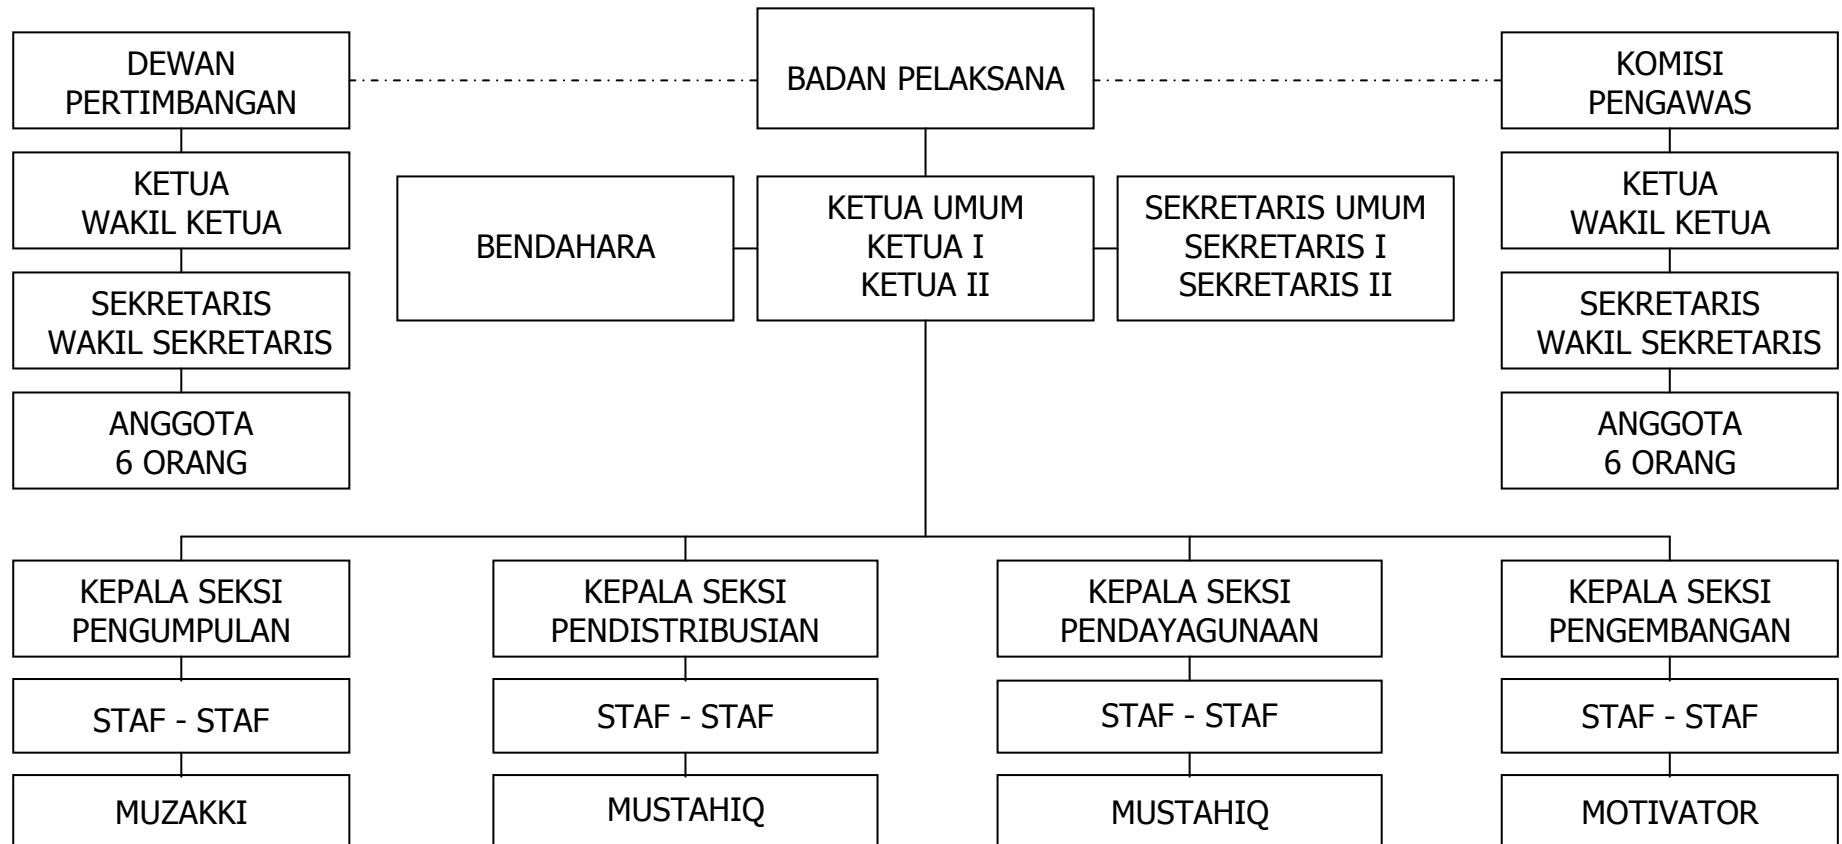 DEWAN
PERTIMBANGAN
BADAN PELAKSANA
KOMISI
PENGAWAS
KETUA
WAKIL KETUA
BENDAHARA
KETUA UMUM
KETUA I
KETUA II
SEKRETARIS UMUM
SEKRETARIS I
SEKRETARIS II
KETUA
WAKIL KETUA
SEKRETARIS
WAKIL SEKRETARIS
SEKRETARIS
WAKIL SEKRETARIS
ANGGOTA
6 ORANG
ANGGOTA
6 ORANG
KEPALA SEKSI
PENGUMPULAN
KEPALA SEKSI
PENDISTRIBUSIAN
KEPALA SEKSI
PENDAYAGUNAAN
KEPALA SEKSI
PENGEMBANGAN
STAF - STAF
STAF - STAF
STAF - STAF
STAF - STAF
MUZAKKI
MUSTAHIQ
MUSTAHIQ
MOTIVATOR